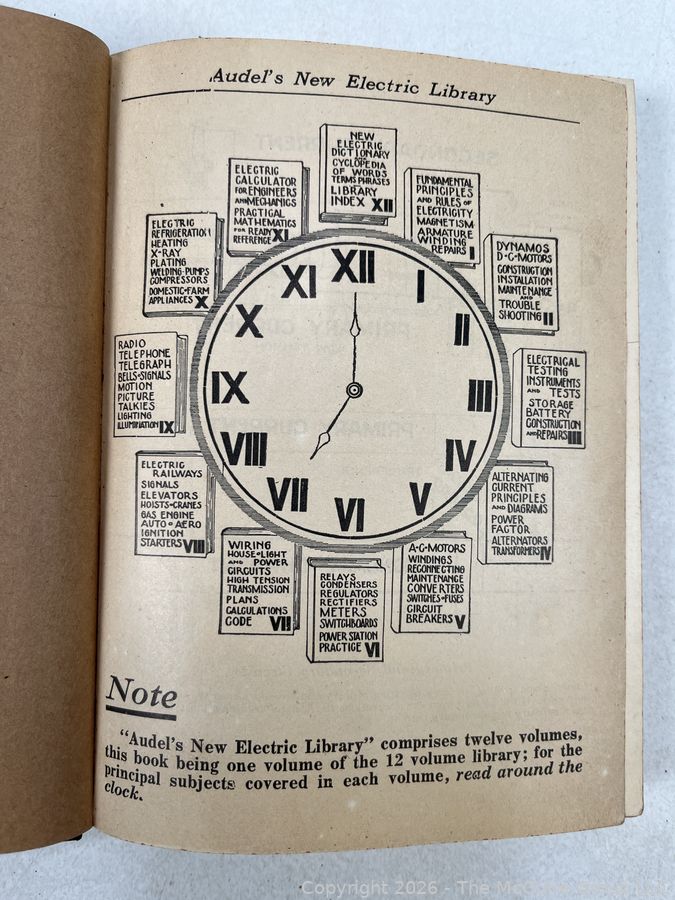 Audel's New Electric Library
NEW
ELECTRIC
DICTIONARY
CYCLOPEDIA
OF WORDS
TERMS PHRASES
LIBRARY
INDEX XII
FUNDAMENTAL
PRINCIPLES
AND RULES OF
ELECTRICITY
MAGNETISM
ARMATURE
WINDING
REPAIRS I
DYNAMOS
D-C-MOTORS
CONSTRUCTION
INSTALLATION
MAINTENANCE
AND
TROUBLE
SHOOTING II
ELECTRICAL
TESTING
INSTRUMENTS
AND TESTS
STORAGE
BATTERY
CONSTRUCTION
AND REPAIRS III
ALTERNATING
CURRENT
PRINCIPLES
AND DIAGRAMS
POWER
FACTOR
ALTERNATORS
TRANSFORMERS IV
A-C-MOTORS
WINDINGS
RECONNECTING
MAINTENANCE
CONVERTERS
SWITCHES-FUSES
CIRCUIT
BREAKERS V
RELAYS
CONDENSERS
REGULATORS
RECTIFIERS
METERS
SWITCHBOARDS
POWER STATION
PRACTICE VI
WIRING
HOUSE-LIGHT
AND POWER
CIRCUITS
HIGH TENSION
TRANSMISSION
PLANS
CALCULATIONS
CODE VII
ELECTRIC
RAILWAYS
SIGNALS
ELEVATORS
HOISTS-CRANES
GAS ENGINE
AUTO-AERO
IGNITION
STARTERS VIII
RADIO
TELEPHONE
TELEGRAPH
BELLS-SIGNALS
MOTION
PICTURE
TALKIES
LIGHTING
ILLUMINATION IX
ELECTRIC
REFRIGERATION
HEATING
X-RAY
PLATING
WELDING-PUMPS
COMPRESSORS
DOMESTIC-FARM
APPLIANCES X
ELECTRIC
CALCULATOR
FOR ENGINEERS
AND MECHANICS
PRACTICAL
MATHEMATICS
FOR READY
REFERENCE XI
XII
I
II
III
IV
V
VI
VII
VIII
IX
X
XI
Note
"Audel's New Electric Library" comprises twelve volumes,
this book being one volume of the 12 volume library; for the
principal subjects covered in each volume, read around the
clock.